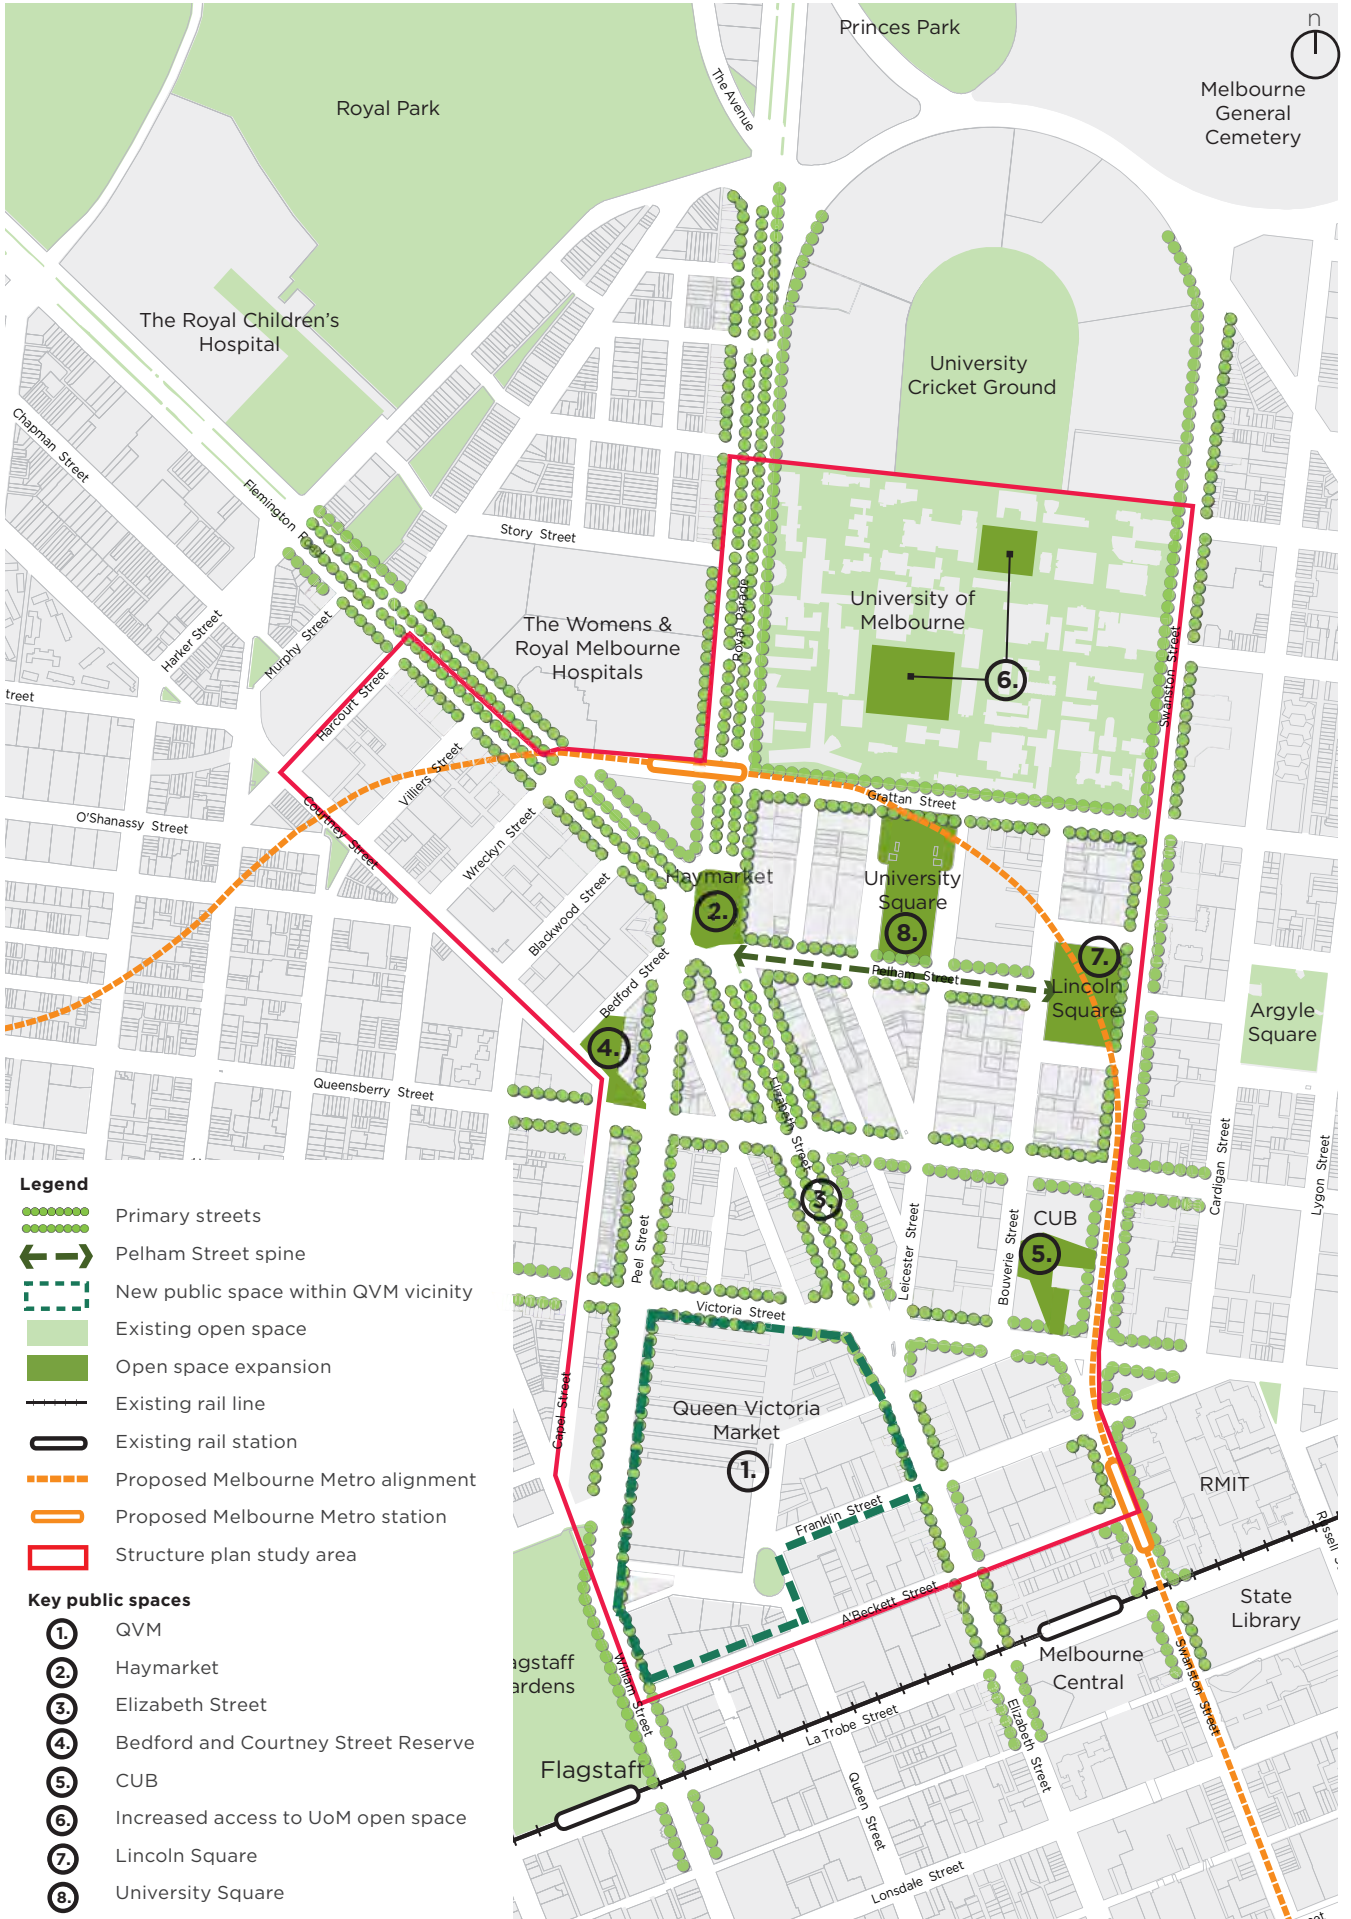 n
Princes Park
The Avenue
Melbourne
General
Cemetery
Royal Park
The Royal Children's
Hospital
University
Cricket Ground
Chapman Street
Flemington Road
Story Street
The Womens &
Royal Melbourne
Hospitals
Royal Parade
University of
Melbourne
6.
Swanston Street
Harker Street
Murphy Street
Harcourt Street
treet
Villiers Street
Grattan Street
O'Shanassy Street
Courtney Street
Wreckyn Street
Haymarket
2.
University
Square
8.
Blackwood Street
7.
Lincoln
Square
Pelham Street
Bedford Street
4.
Argyle
Square
Queensberry Street
Elizabeth Street
3.
Cardigan Street
Lygon Street
CUB
5.
Peel Street
Leicester Street
Bouverie Street
Victoria Street
Capel Street
Queen Victoria
Market
1.
Franklin Street
RMIT
Russell S
A'Beckett Street
State
Library
Melbourne
Central
agstaff
ardens
William Street
Swanston Street
La Trobe Street
Elizabeth Street
Flagstaff
Queen Street
Lonsdale Street
Legend
Primary streets
Pelham Street spine
New public space within QVM vicinity
Existing open space
Open space expansion
Existing rail line
Existing rail station
Proposed Melbourne Metro alignment
Proposed Melbourne Metro station
Structure plan study area
Key public spaces
1. QVM
2. Haymarket
3. Elizabeth Street
4. Bedford and Courtney Street Reserve
5. CUB
6. Increased access to UoM open space
7. Lincoln Square
8. University Square